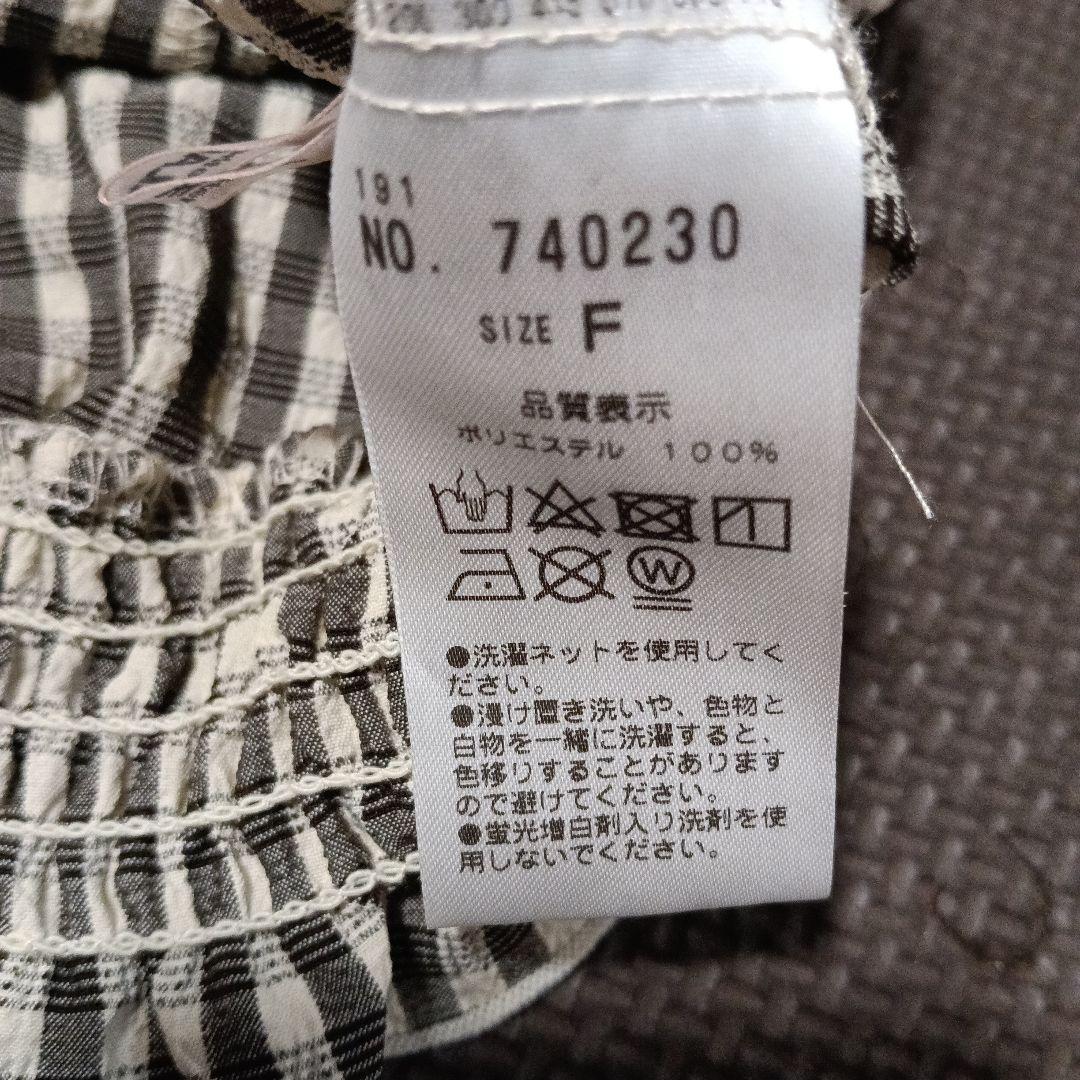 191
NO. 740230
SIZE F
品質表示
ポリエステル 100%
W
●洗濯ネットを使用してく
ださい。
●浸け置き洗いや、色物と
白物を一緒に洗濯すると、
色移りすることがあります
ので避けてください。
●蛍光増白剤入り洗剤を使
用しないでください。